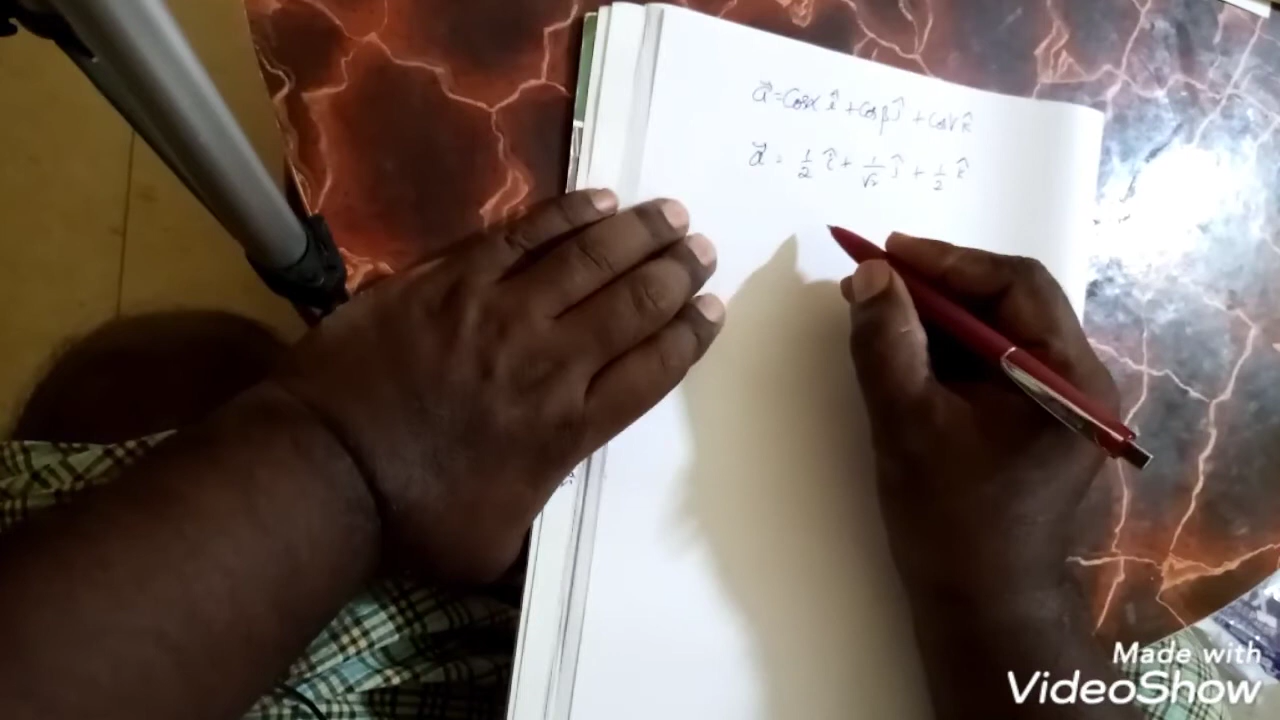 a⃗ = cosα î + cosβ ĵ + cosγ k̂
a⃗ = 1/2 î + 1/√2 ĵ + 1/2 k̂
Made with
VideoShow